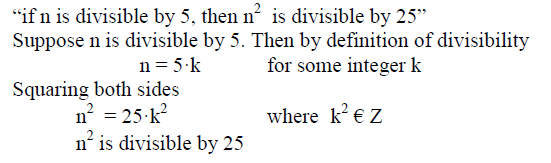 “if n is divisible by 5, then n² is divisible by 25”
Suppose n is divisible by 5. Then by definition of divisibility
n = 5·k for some integer k
Squaring both sides
n² = 25·k² where k² € Z
n² is divisible by 25